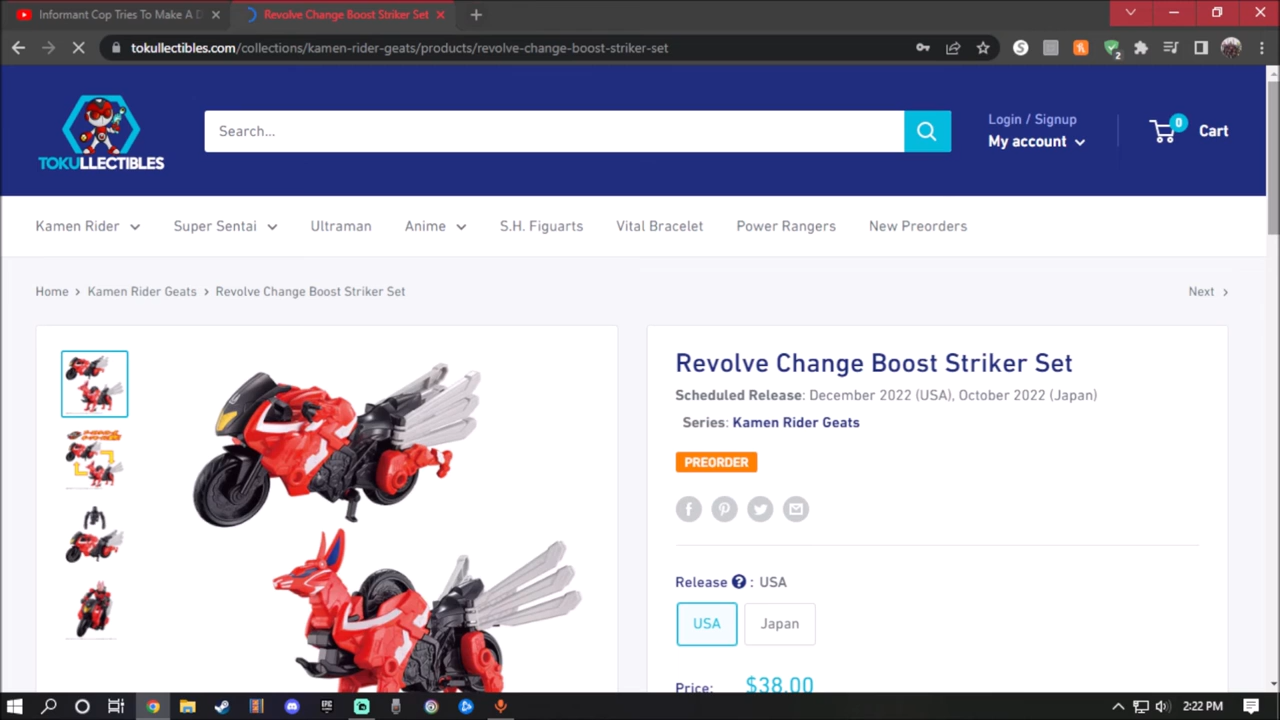 Informant Cop Tries To Make A D
Revolve Change Boost Striker Set
tokullectibles.com/collections/kamen-rider-geats/products/revolve-change-boost-striker-set
2
TOKULLECTIBLES
Search...
Login / Signup
My account
0
Cart
Kamen Rider
Super Sentai
Ultraman
Anime
S.H. Figuarts
Vital Bracelet
Power Rangers
New Preorders
Home > Kamen Rider Geats > Revolve Change Boost Striker Set
Next >
Revolve Change Boost Striker Set
Scheduled Release: December 2022 (USA), October 2022 (Japan)
Series: Kamen Rider Geats
PREORDER
Release ? : USA
USA
Japan
Price: $38.00
2:22 PM